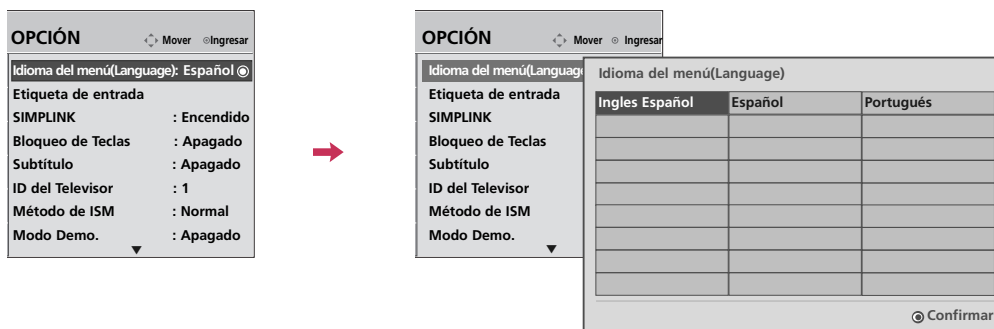 OPCIÓN Mover Ingresar
Idioma del menú(Language): Español
Etiqueta de entrada
SIMPLINK : Encendido
Bloqueo de Teclas : Apagado
Subtítulo : Apagado
ID del Televisor : 1
Método de ISM : Normal
Modo Demo. : Apagado
OPCIÓN Mover Ingresar
Idioma del menú(Language
Etiqueta de entrada
SIMPLINK
Bloqueo de Teclas
Subtítulo
ID del Televisor
Método de ISM
Modo Demo.
Idioma del menú(Language)
Ingles Español Español Portugués
Confirmar